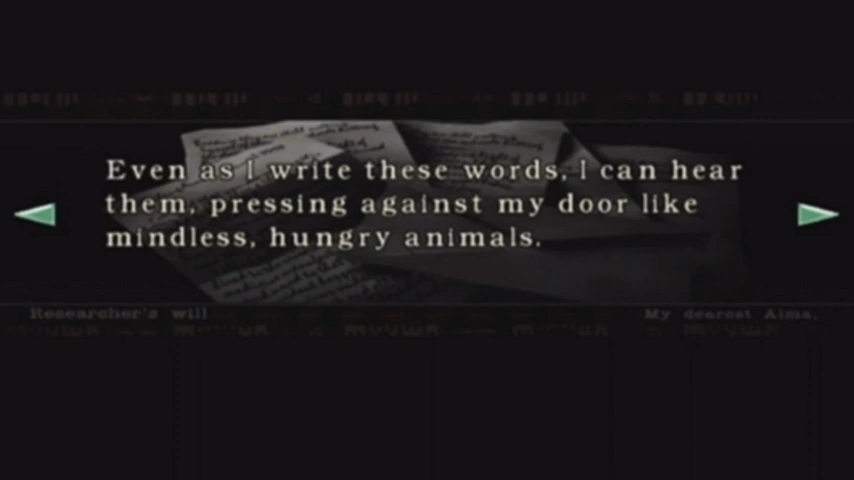 Even as I write these words, I can hear
them, pressing against my door like
mindless, hungry animals.
Researcher's will
My dearest Alma,